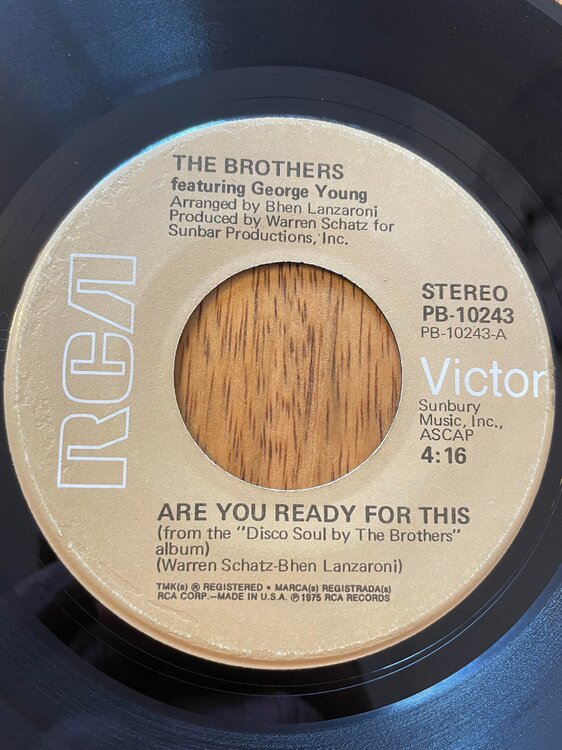 THE BROTHERS
featuring George Young
Arranged by Bhen Lanzaroni
Produced by Warren Schatz for
Sunbar Productions, Inc.
RCA
STEREO
PB-10243
PB-10243-A
Victor
Sunbury
Music, Inc.,
ASCAP
4:16
ARE YOU READY FOR THIS
(from the "Disco Soul by The Brothers"
album)
(Warren Schatz-Bhen Lanzaroni)
TMK(s) ® REGISTERED • MARCA(s) REGISTRADA(s)
RCA CORP.—MADE IN U.S.A. ℗ 1975 RCA RECORDS